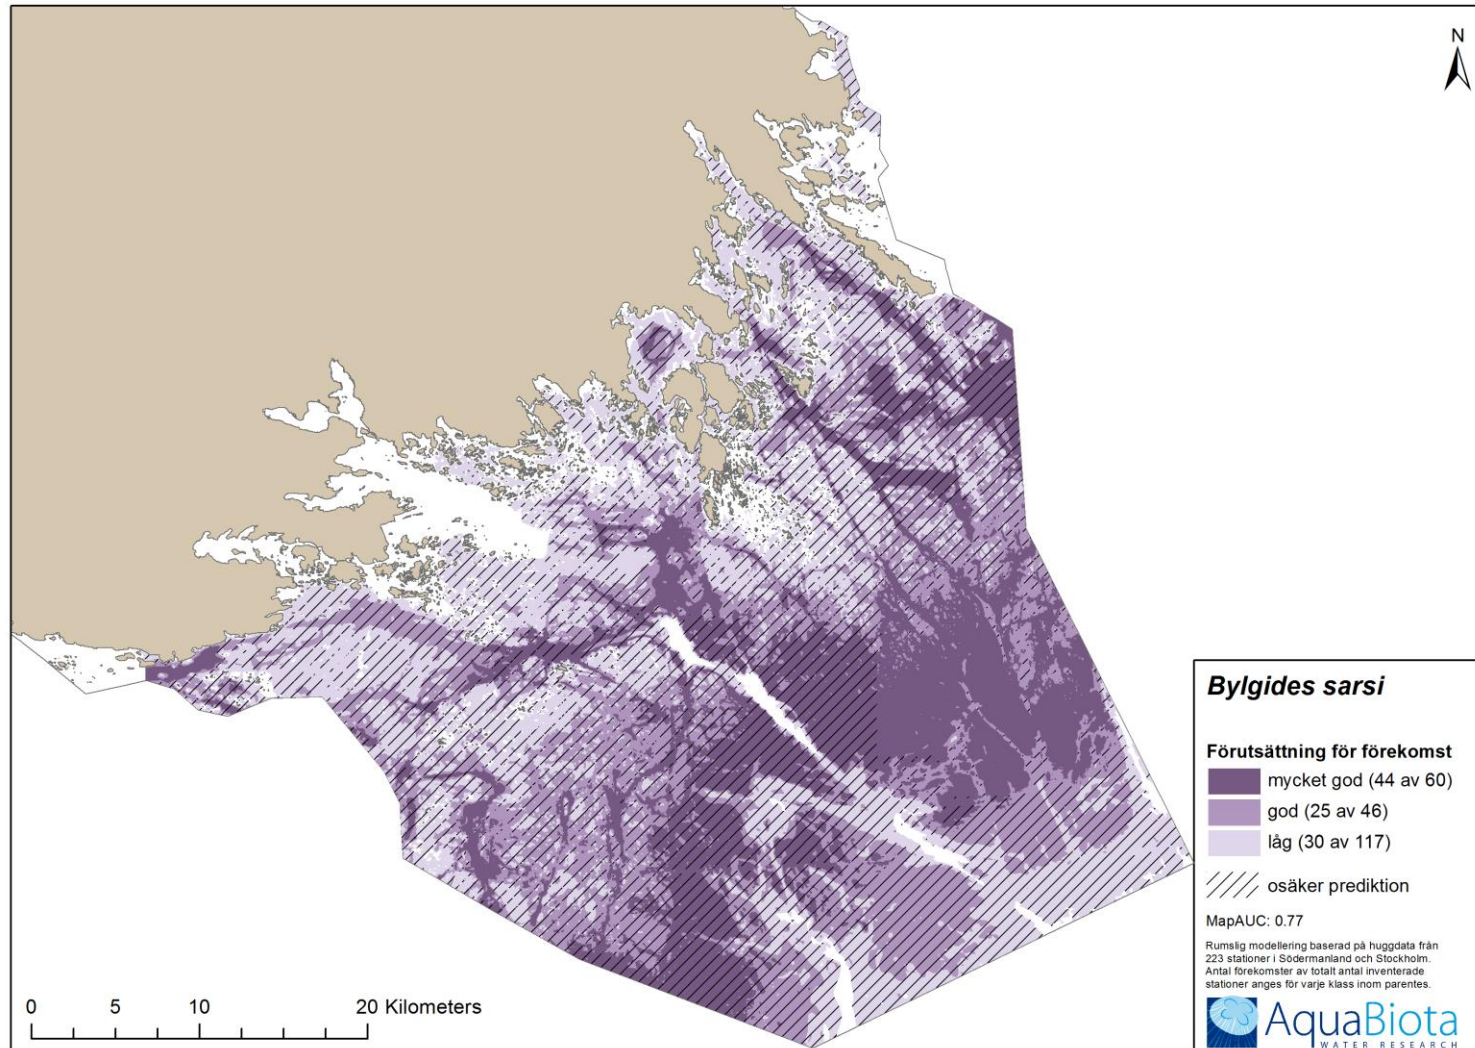 N
Bylgides sarsi
Förutsättning för förekomst
mycket god (44 av 60)
god (25 av 46)
låg (30 av 117)
osäker prediktion
MapAUC: 0.77
Rumslig modellering baserad på huggdata från
223 stationer i Södermanland och Stockholm.
Antal förekomster av totalt antal inventerade
stationer anges för varje klass inom parentes.
AquaBiota
WATER RESEARCH
0 5 10 20 Kilometers